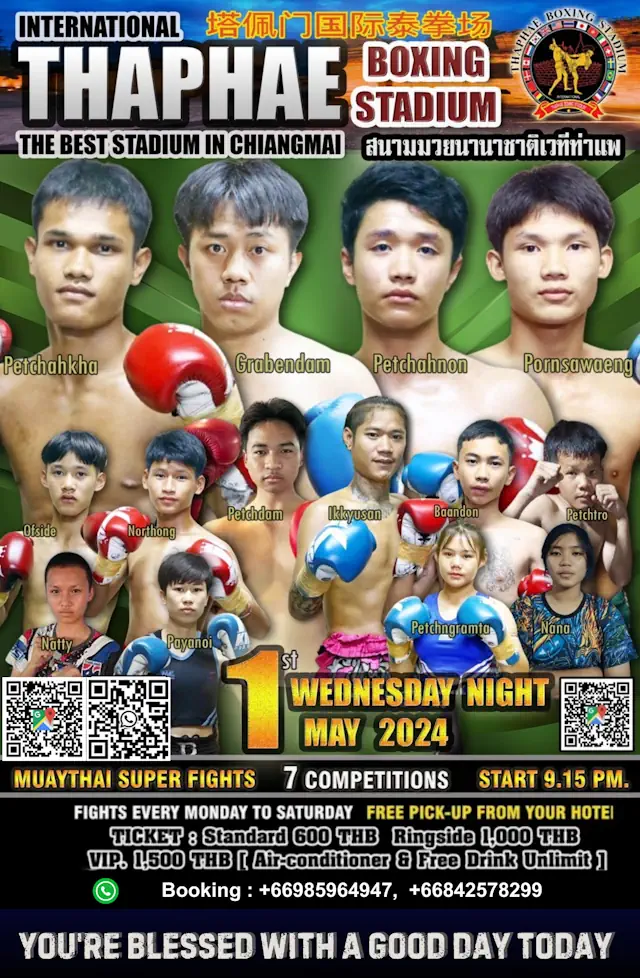 INTERNATIONAL
塔佩门国际泰拳场
THAPHAE
BOXING
STADIUM
THAPHAE BOXING STADIUM
THE BEST STADIUM IN CHIANGMAI
สนามมวยนานาชาติเวทีท่าแพ
Petchahkha
Grabendam
Petchahnon
Pornsawaeng
Ofside
Northong
Petchdam
Ikkyusan
Baandon
Petchtro
Natty
Payanoi
Petchngramta
Nana
1st
WEDNESDAY NIGHT
MAY 2024
MUAYTHAI SUPER FIGHTS 7 COMPETITIONS START 9.15 PM.
FIGHTS EVERY MONDAY TO SATURDAY FREE PICK-UP FROM YOUR HOTE
TICKET : Standard 600 THB Ringside 1,000 THB
VIP. 1,500 THB [ Air-conditioner & Free Drink Unlimit ]
Booking : +66985964947, +66842578299
YOU'RE BLESSED WITH A GOOD DAY TODAY